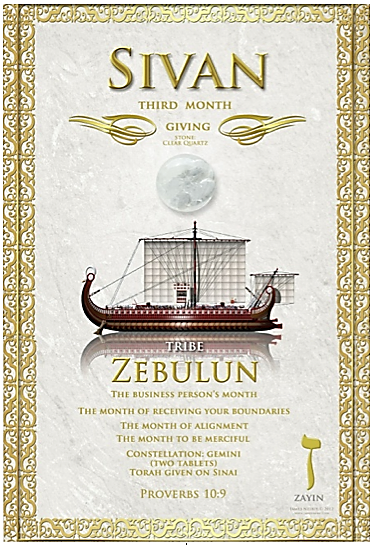 SIVAN
THIRD MONTH
GIVING
STONE:
CLEAR QUARTZ
TRIBE
ZEBULUN
THE BUSINESS PERSON'S MONTH
THE MONTH OF RECEIVING YOUR BOUNDARIES
THE MONTH OF ALIGNMENT
THE MONTH TO BE MERCIFUL
CONSTELLATION: GEMINI
(TWO TABLETS)
TORAH GIVEN ON SINAI
PROVERBS 10:9
ז
ZAYIN